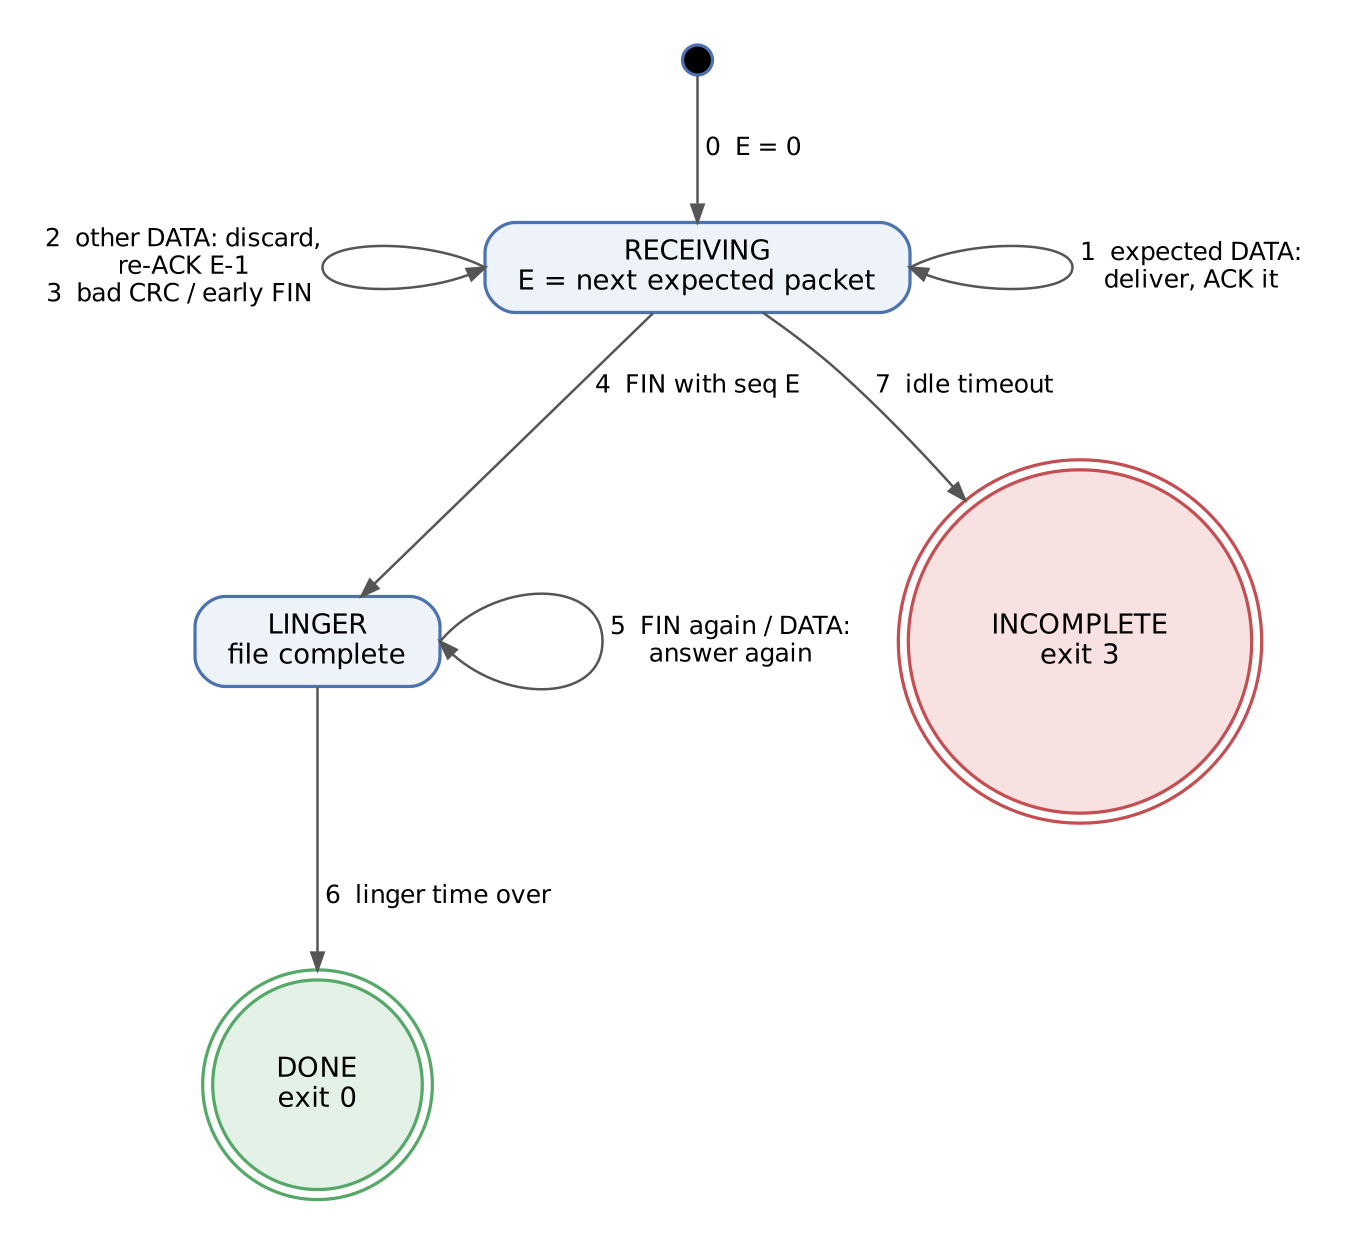 0  E = 0
2  other DATA: discard,
re-ACK E-1
3  bad CRC / early FIN
RECEIVING
E = next expected packet
1  expected DATA:
deliver, ACK it
4  FIN with seq E
7  idle timeout
LINGER
file complete
5  FIN again / DATA:
answer again
INCOMPLETE
exit 3
6  linger time over
DONE
exit 0